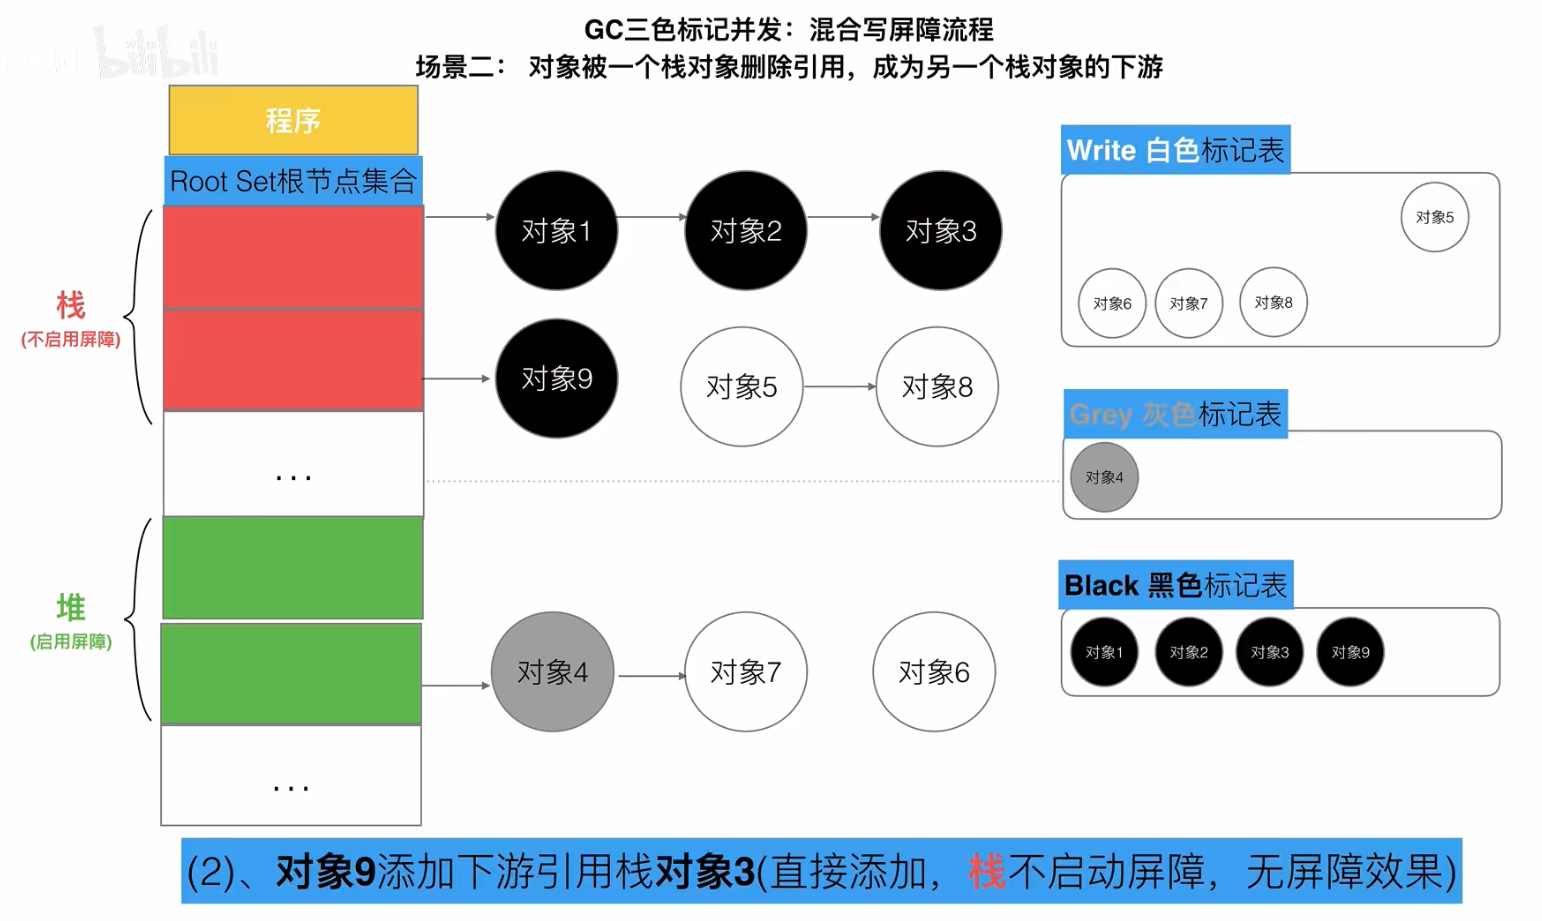 GC三色标记并发：混合写屏障流程
场景二： 对象被一个栈对象删除引用，成为另一个栈对象的下游
bilibili
程序
Root Set根节点集合
栈
(不启用屏障)
...
堆
(启用屏障)
...
对象1
对象2
对象3
对象9
对象5
对象8
对象4
对象7
对象6
Write 白色标记表
对象5
对象6
对象7
对象8
Grey 灰色标记表
对象4
Black 黑色标记表
对象1
对象2
对象3
对象9
(2)、对象9添加下游引用栈对象3(直接添加，栈不启动屏障，无屏障效果)